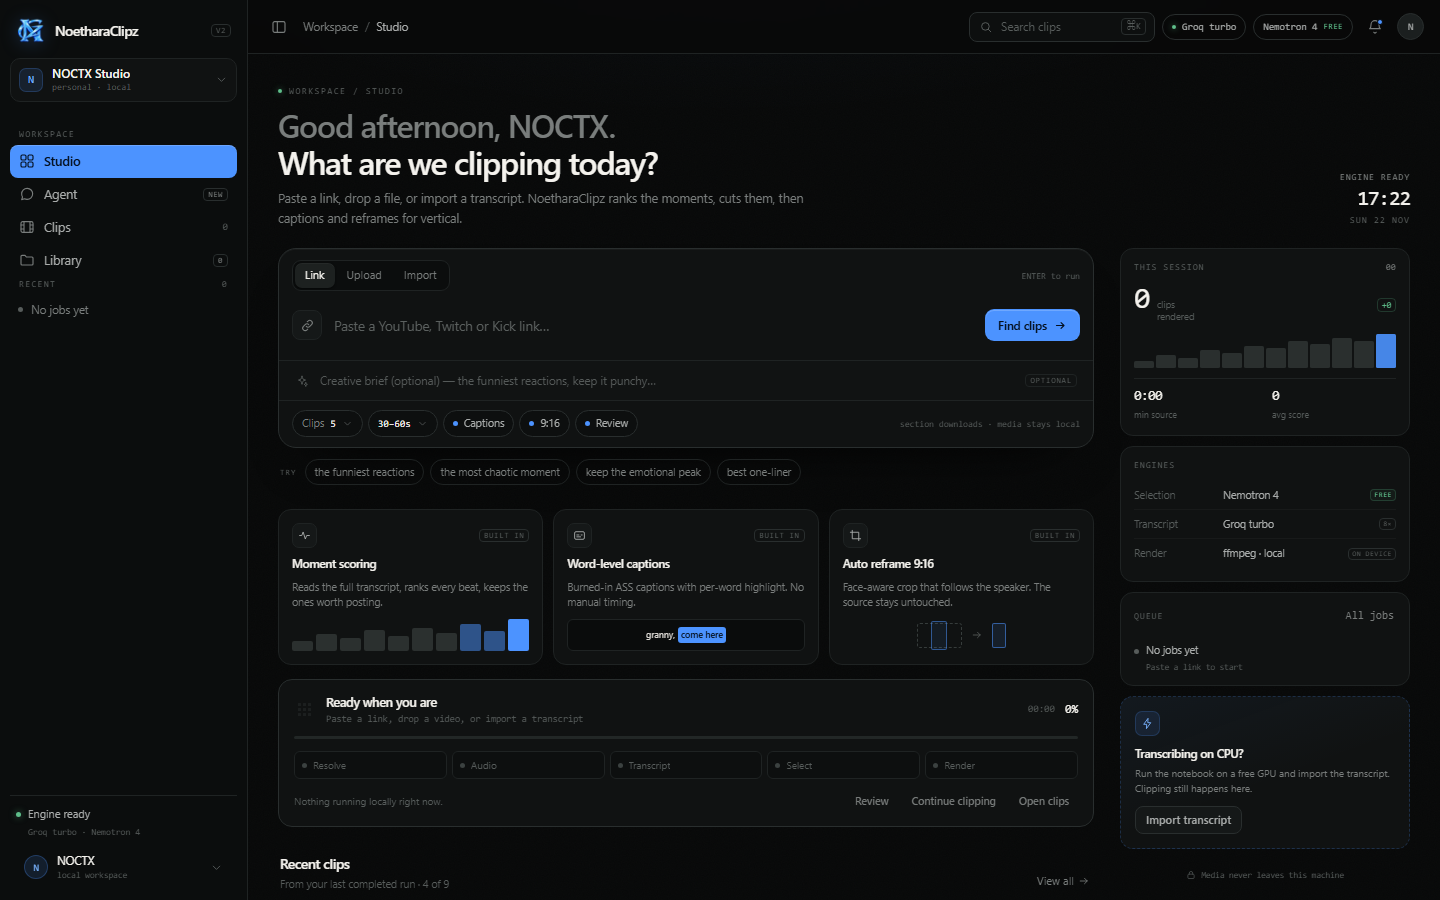 NoetharaClipz
V2
NOCTX Studio
personal · local
N
WORKSPACE
Studio
Agent
NEW
Clips
0
Library
0
RECENT
0
No jobs yet
Engine ready
Groq turbo · Nemotron 4
N
NOCTX
local workspace
Workspace / Studio
Search clips
⌘K
Groq turbo
Nemotron 4 FREE
N
WORKSPACE / STUDIO
Good afternoon, NOCTX.
What are we clipping today?
Paste a link, drop a file, or import a transcript. NoetharaClipz ranks the moments, cuts them, then
captions and reframes for vertical.
ENGINE READY
17:22
SUN 22 NOV
Link
Upload
Import
ENTER to run
Paste a YouTube, Twitch or Kick link...
Find clips →
Creative brief (optional) — the funniest reactions, keep it punchy...
OPTIONAL
Clips 5
30–60s
Captions
9:16
Review
section downloads · media stays local
TRY
the funniest reactions
the most chaotic moment
keep the emotional peak
best one-liner
BUILT IN
Moment scoring
Reads the full transcript, ranks every beat, keeps the
ones worth posting.
BUILT IN
Word-level captions
Burned-in ASS captions with per-word highlight. No
manual timing.
granny, come here
BUILT IN
Auto reframe 9:16
Face-aware crop that follows the speaker. The
source stays untouched.
→
Ready when you are
Paste a link, drop a video, or import a transcript
00:00 0%
Resolve
Audio
Transcript
Select
Render
Nothing running locally right now.
Review
Continue clipping
Open clips
Recent clips
From your last completed run · 4 of 9
View all →
THIS SESSION
00
0
clips
rendered
+0
0:00
min source
0
avg score
ENGINES
Selection
Nemotron 4
FREE
Transcript
Groq turbo
8×
Render
ffmpeg · local
ON DEVICE
QUEUE
All jobs
No jobs yet
Paste a link to start
Transcribing on CPU?
Run the notebook on a free GPU and import the transcript.
Clipping still happens here.
Import transcript
Media never leaves this machine